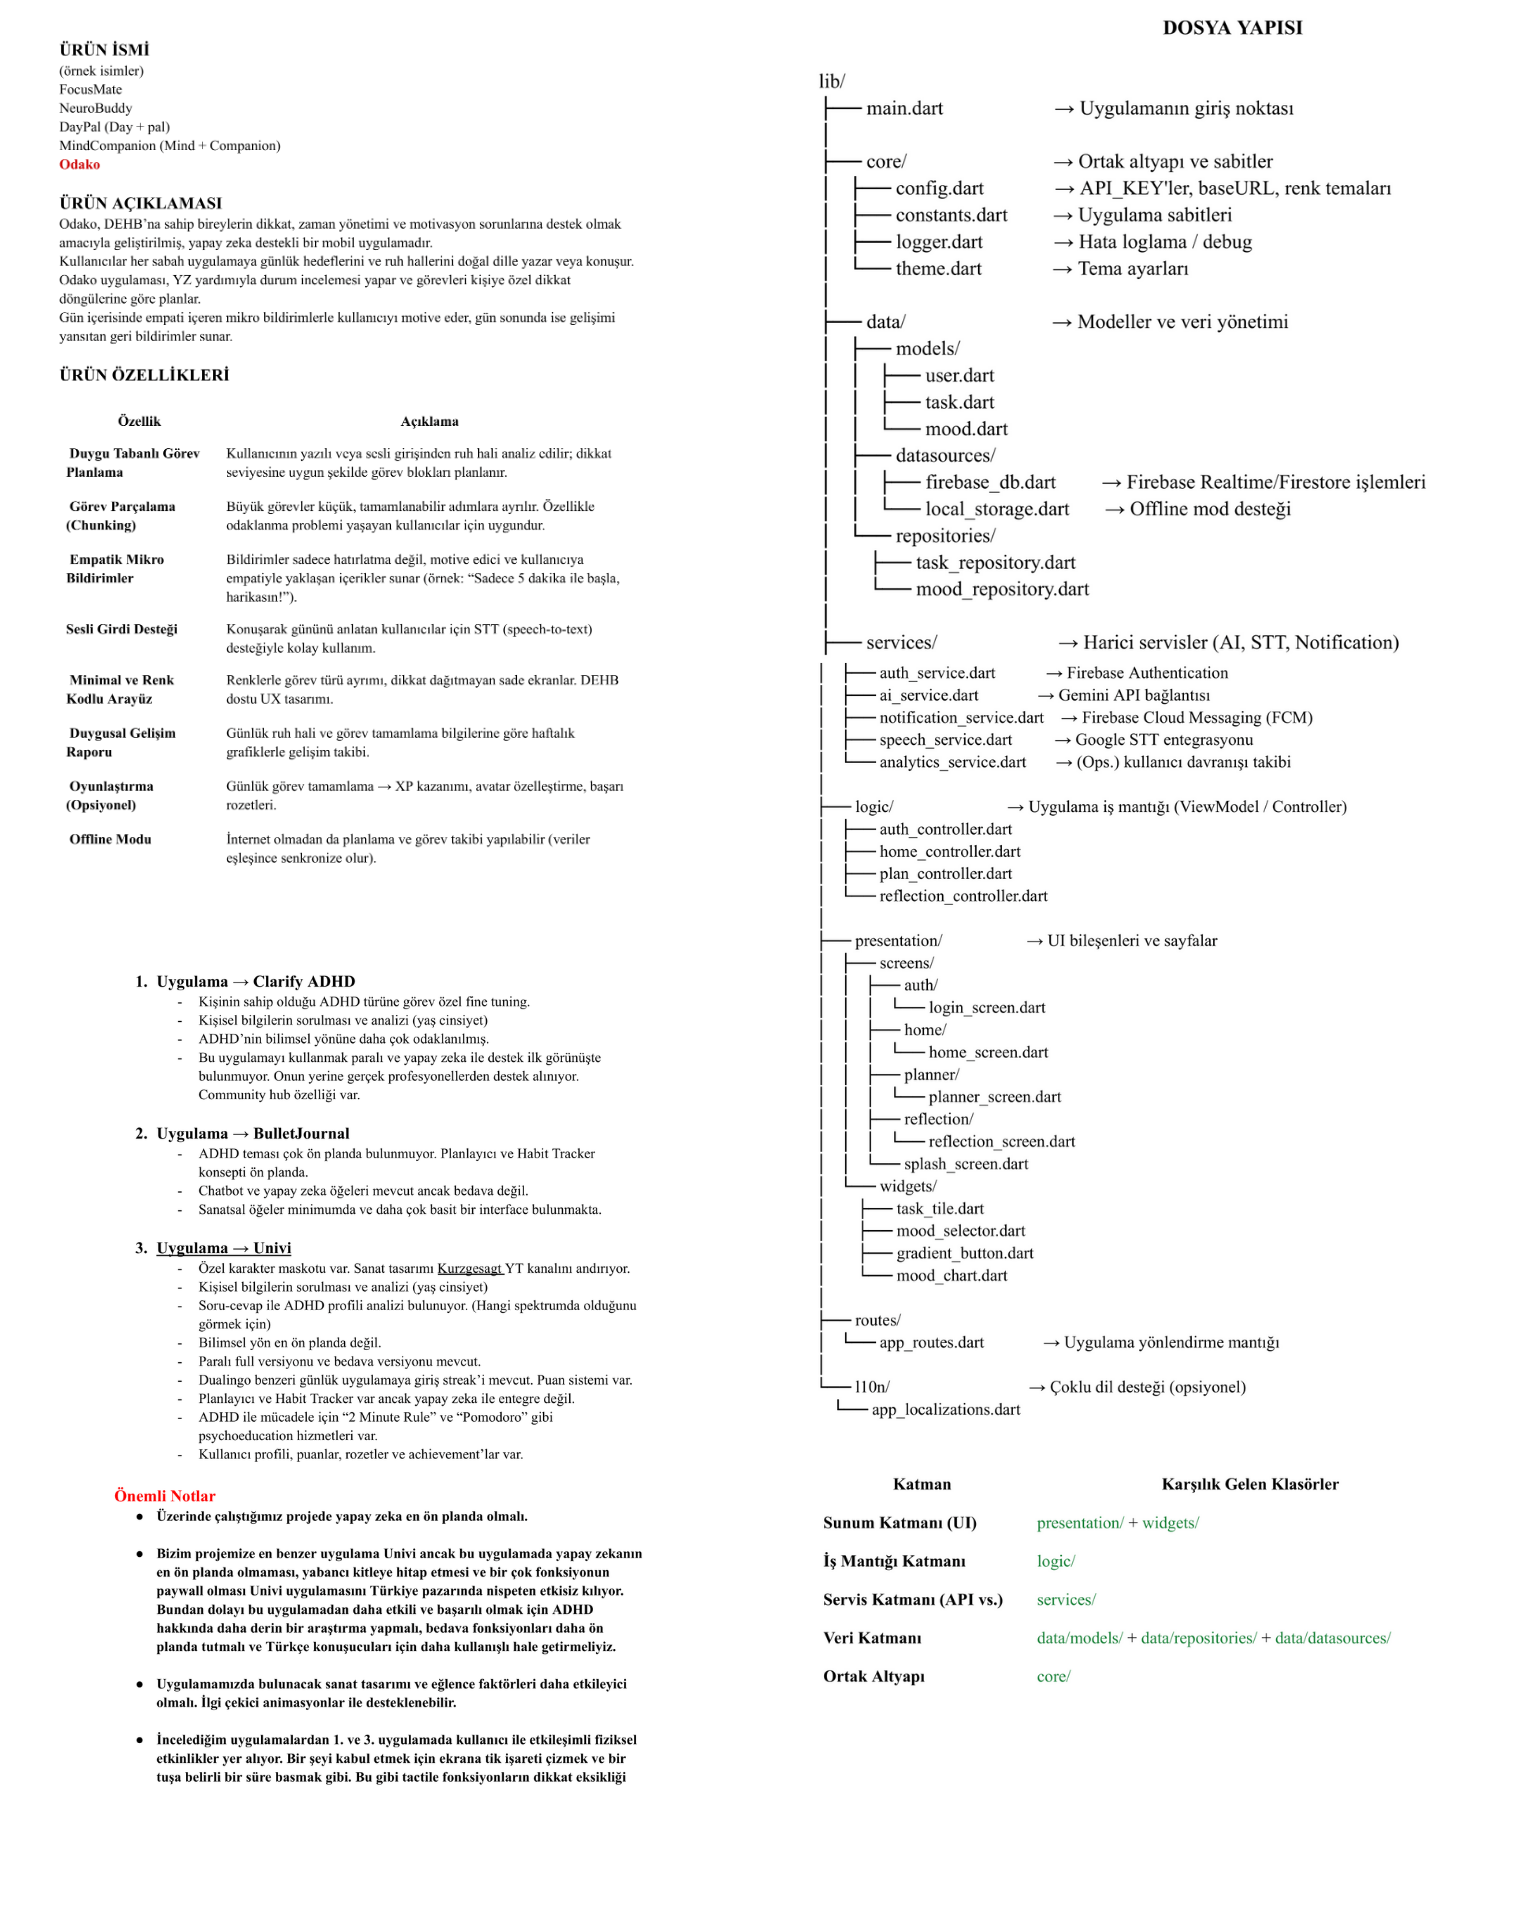 ÜRÜN İSMİ
(örnek isimler)
FocusMate
NeuroBuddy
DayPal (Day + pal)
MindCompanion (Mind + Companion)
Odako
ÜRÜN AÇIKLAMASI
Odako, DEHB’na sahip bireylerin dikkat, zaman yönetimi ve motivasyon sorunlarına destek olmak
amacıyla geliştirilmiş, yapay zeka destekli bir mobil uygulamadır.
Kullanıcılar her sabah uygulamaya günlük hedeflerini ve ruh hallerini doğal dille yazar veya konuşur.
Odako uygulaması, YZ yardımıyla durum incelemesi yapar ve görevleri kişiye özel dikkat
döngülerine göre planlar.
Gün içerisinde empati içeren mikro bildirimlerle kullanıcıyı motive eder, gün sonunda ise gelişimi
yansıtan geri bildirimler sunar.
ÜRÜN ÖZELLİKLERİ
Özellik Açıklama
Duygu Tabanlı Görev Planlama
Kullanıcının yazılı veya sesli girişinden ruh hali analiz edilir; dikkat
seviyesine uygun şekilde görev blokları planlanır.
Görev Parçalama
(Chunking)
Büyük görevler küçük, tamamlanabilir adımlara ayrılır. Özellikle
odaklanma problemi yaşayan kullanıcılar için uygundur.
Empatik Mikro
Bildirimler
Bildirimler sadece hatırlatma değil, motive edici ve kullanıcıya
empatiyle yaklaşan içerikler sunar (örnek: “Sadece 5 dakika ile başla,
harikasın!”).
Sesli Girdi Desteği
Konuşarak gününü anlatan kullanıcılar için STT (speech-to-text)
desteğiyle kolay kullanım.
Minimal ve Renk
Kodlu Arayüz
Renklerle görev türü ayrımı, dikkat dağıtmayan sade ekranlar. DEHB
dostu UX tasarımı.
Duygusal Gelişim
Raporu
Günlük ruh hali ve görev tamamlama bilgilerine göre haftalık
grafiklerle gelişim takibi.
Oyunlaştırma
(Opsiyonel)
Günlük görev tamamlama → XP kazanımı, avatar özelleştirme, başarı
rozetleri.
Offline Modu
İnternet olmadan da planlama ve görev takibi yapılabilir (veriler
eşleşince senkronize olur).
1. Uygulama → Clarify ADHD
- Kişinin sahip olduğu ADHD türüne görev özel fine tuning.
- Kişisel bilgilerin sorulması ve analizi (yaş cinsiyet)
- ADHD’nin bilimsel yönüne daha çok odaklanılmış.
- Bu uygulamayı kullanmak paralı ve yapay zeka ile destek ilk görünüşte
bulunmuyor. Onun yerine gerçek profesyonellerden destek alınıyor.
Community hub özelliği var.
2. Uygulama → BulletJournal
- ADHD teması çok ön planda bulunmuyor. Planlayıcı ve Habit Tracker
konsepti ön planda.
- Chatbot ve yapay zeka öğeleri mevcut ancak bedava değil.
- Sanatsal öğeler minimumda ve daha çok basit bir interface bulunmakta.
3. Uygulama → Univi
- Özel karakter maskotu var. Sanat tasarımı Kurzgesagt YT kanalını andırıyor.
- Kişisel bilgilerin sorulması ve analizi (yaş cinsiyet)
- Soru-cevap ile ADHD profili analizi bulunuyor. (Hangi spektrumda olduğunu
görmek için)
- Bilimsel yön en ön planda değil.
- Paralı full versiyonu ve bedava versiyonu mevcut.
- Dualingo benzeri günlük uygulamaya giriş streak’i mevcut. Puan sistemi var.
- Planlayıcı ve Habit Tracker var ancak yapay zeka ile entegre değil.
- ADHD ile mücadele için “2 Minute Rule” ve “Pomodoro” gibi
psychoeducation hizmetleri var.
- Kullanıcı profili, puanlar, rozetler ve achievement’lar var.
Önemli Notlar
● Üzerinde çalıştığımız projede yapay zeka en ön planda olmalı.
● Bizim projemize en benzer uygulama Univi ancak bu uygulamada yapay zekanın
en ön planda olmaması, yabancı kitleye hitap etmesi ve bir çok fonksiyonun
paywall olması Univi uygulamasını Türkiye pazarında nispeten etkisiz kılıyor.
Bundan dolayı bu uygulamadan daha etkili ve başarılı olmak için ADHD
hakkında daha derin bir araştırma yapmalı, bedava fonksiyonları daha ön
planda tutmalı ve Türkçe konuşucuları için daha kullanışlı hale getirmeliyiz.
● Uygulamamızda bulunacak sanat tasarımı ve eğlence faktörleri daha etkileyici
olmalı. İlgi çekici animasyonlar ile desteklenebilir.
● İncelediğim uygulamalardan 1. ve 3. uygulamada kullanıcı ile etkileşimli fiziksel
etkinlikler yer alıyor. Bir şeyi kabul etmek için ekrana tik işareti çizmek ve bir
tuşa belirli bir süre basmak gibi. Bu gibi tactile fonksiyonların dikkat eksikliği
DOSYA YAPISI
lib/
├── main.dart → Uygulamanın giriş noktası
│
├── core/ → Ortak altyapı ve sabitler
│ ├── config.dart → API_KEY'ler, baseURL, renk temaları
│ ├── constants.dart → Uygulama sabitleri
│ ├── logger.dart → Hata loglama / debug
│ └── theme.dart → Tema ayarları
│
├── data/ → Modeller ve veri yönetimi
│ ├── models/
│ │ ├── user.dart
│ │ ├── task.dart
│ │ └── mood.dart
│ ├── datasources/
│ │ ├── firebase_db.dart → Firebase Realtime/Firestore işlemleri
│ │ └── local_storage.dart → Offline mod desteği
│ └── repositories/
│ ├── task_repository.dart
│ └── mood_repository.dart
│
├── services/ → Harici servisler (AI, STT, Notification)
│ ├── auth_service.dart → Firebase Authentication
│ ├── ai_service.dart → Gemini API bağlantısı
│ ├── notification_service.dart → Firebase Cloud Messaging (FCM)
│ ├── speech_service.dart → Google STT entegrasyonu
│ └── analytics_service.dart → (Ops.) kullanıcı davranışı takibi
│
├── logic/ → Uygulama iş mantığı (ViewModel / Controller)
│ ├── auth_controller.dart
│ ├── home_controller.dart
│ ├── plan_controller.dart
│ └── reflection_controller.dart
│
├── presentation/ → UI bileşenleri ve sayfalar
│ ├── screens/
│ │ ├── auth/
│ │ │ └── login_screen.dart
│ │ ├── home/
│ │ │ └── home_screen.dart
│ │ ├── planner/
│ │ │ └── planner_screen.dart
│ │ ├── reflection/
│ │ │ └── reflection_screen.dart
│ │ └── splash_screen.dart
│ └── widgets/
│ ├── task_tile.dart
│ ├── mood_selector.dart
│ ├── gradient_button.dart
│ └── mood_chart.dart
│
├── routes/
│ └── app_routes.dart → Uygulama yönlendirme mantığı
│
└── l10n/ → Çoklu dil desteği (opsiyonel)
└── app_localizations.dart
Katman Karşılık Gelen Klasörler
Sunum Katmanı (UI) presentation/ + widgets/
İş Mantığı Katmanı logic/
Servis Katmanı (API vs.) services/
Veri Katmanı data/models/ + data/repositories/ + data/datasources/
Ortak Altyapı core/